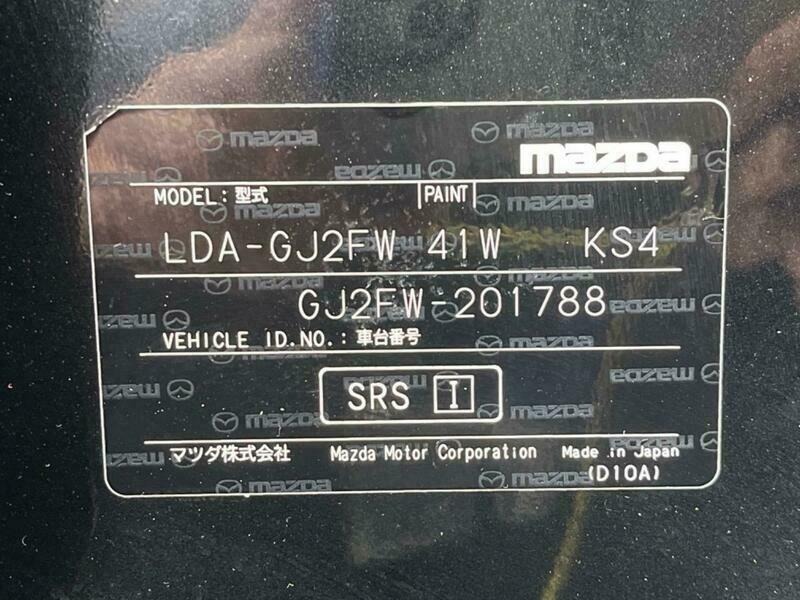 mazda
MODEL: 型式 PAINT
LDA-GJ2FW 41W KS4
GJ2FW-201788
VEHICLE ID.NO.: 車台番号
SRS I
マツダ株式会社 Mazda Motor Corporation Made in Japan
(D10A)